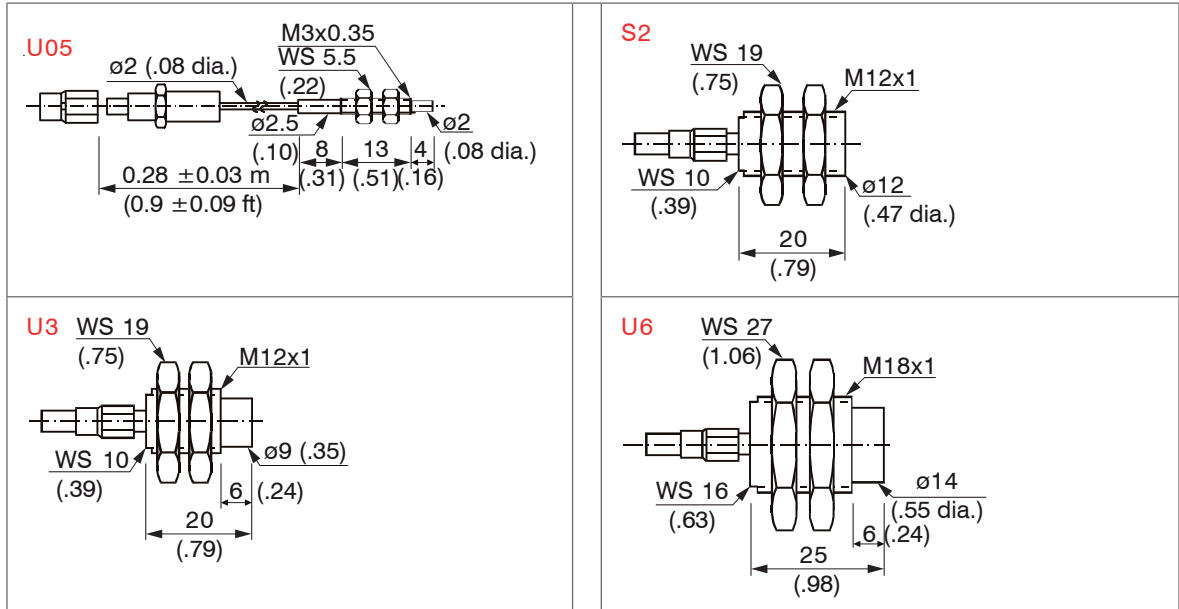 U05
M3x0.35
WS 5.5
(.22)
ø2 (.08 dia.)
ø2.5
(.10)
8
(.31)
13
(.51)
4
(.16)
ø2
(.08 dia.)
0.28 ±0.03 m
(0.9 ±0.09 ft)
S2
WS 19
(.75)
M12x1
WS 10
(.39)
ø12
(.47 dia.)
20
(.79)
U3
WS 19
(.75)
M12x1
WS 10
(.39)
ø9 (.35)
6 (.24)
20
(.79)
U6
WS 27
(1.06)
M18x1
WS 16
(.63)
ø14
(.55 dia.)
6 (.24)
25
(.98)